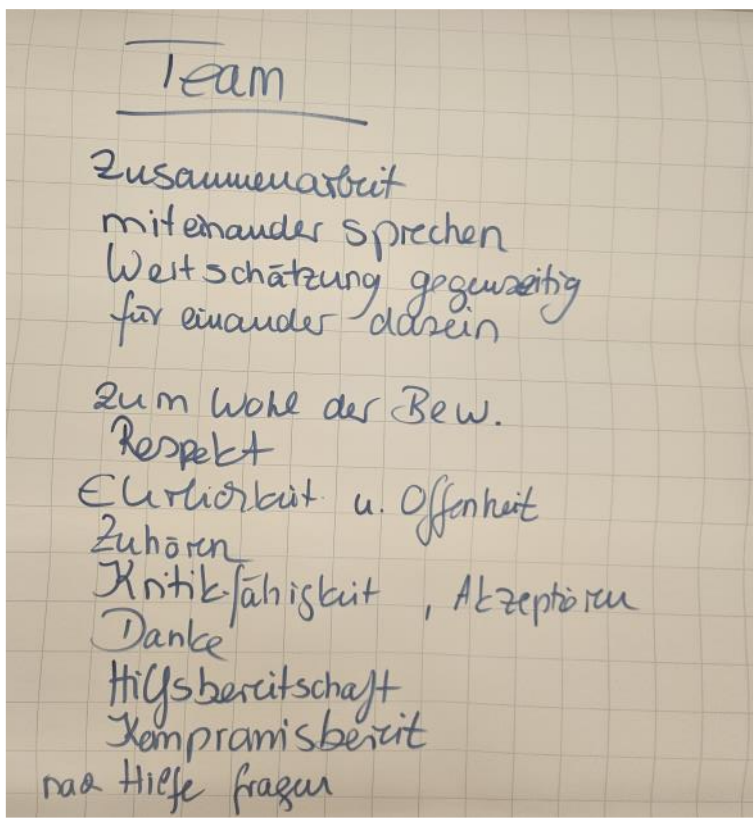 Team
Zusammenarbeit
miteinander sprechen
Wertschätzung gegenseitig
für einander dasein
zum Wohl der Bew.
Respekt
Ehrlichkeit u. Offenheit
Zuhören
Kritikfähigkeit, Akzeptieren
Danke
Hilfsbereitschaft
Kompromisbereit
nach Hilfe fragen